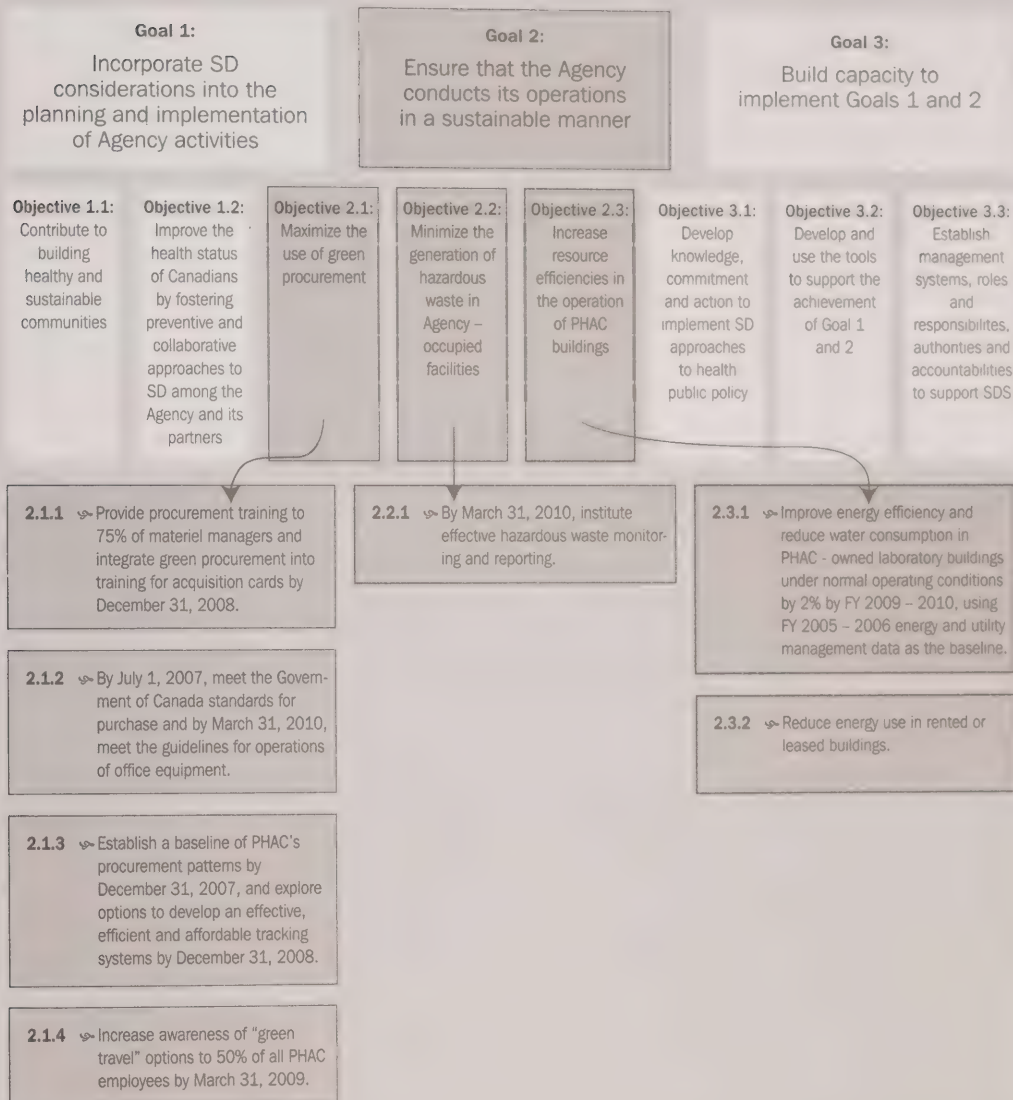 Goal 1:
Incorporate SD
considerations into the
planning and implementation
of Agency activities
Goal 2:
Ensure that the Agency
conducts its operations
in a sustainable manner
Goal 3:
Build capacity to
implement Goals 1 and 2
Objective 1.1:
Contribute to
building
healthy and
sustainable
communities
Objective 1.2:
Improve the
health status
of Canadians
by fostering
preventive and
collaborative
approaches to
SD among the
Agency and its
partners
Objective 2.1:
Maximize the
use of green
procurement
Objective 2.2:
Minimize the
generation of
hazardous
waste in
Agency –
occupied
facilities
Objective 2.3:
Increase
resource
efficiencies in
the operation
of PHAC
buildings
Objective 3.1:
Develop
knowledge,
commitment
and action to
implement SD
approaches
to health
public policy
Objective 3.2:
Develop and
use the tools
to support the
achievement
of Goal 1
and 2
Objective 3.3:
Establish
management
systems, roles
and
responsibilites,
authorities and
accountabilities
to support SDS
2.1.1 Provide procurement training to
75% of materiel managers and
integrate green procurement into
training for acquisition cards by
December 31, 2008.
2.1.2 By July 1, 2007, meet the Govern-
ment of Canada standards for
purchase and by March 31, 2010,
meet the guidelines for operations
of office equipment.
2.1.3 Establish a baseline of PHAC's
procurement patterns by
December 31, 2007, and explore
options to develop an effective,
efficient and affordable tracking
systems by December 31, 2008.
2.1.4 Increase awareness of "green
travel" options to 50% of all PHAC
employees by March 31, 2009.
2.2.1 By March 31, 2010, institute
effective hazardous waste monitor-
ing and reporting.
2.3.1 Improve energy efficiency and
reduce water consumption in
PHAC - owned laboratory buildings
under normal operating conditions
by 2% by FY 2009 – 2010, using
FY 2005 – 2006 energy and utility
management data as the baseline.
2.3.2 Reduce energy use in rented or
leased buildings.